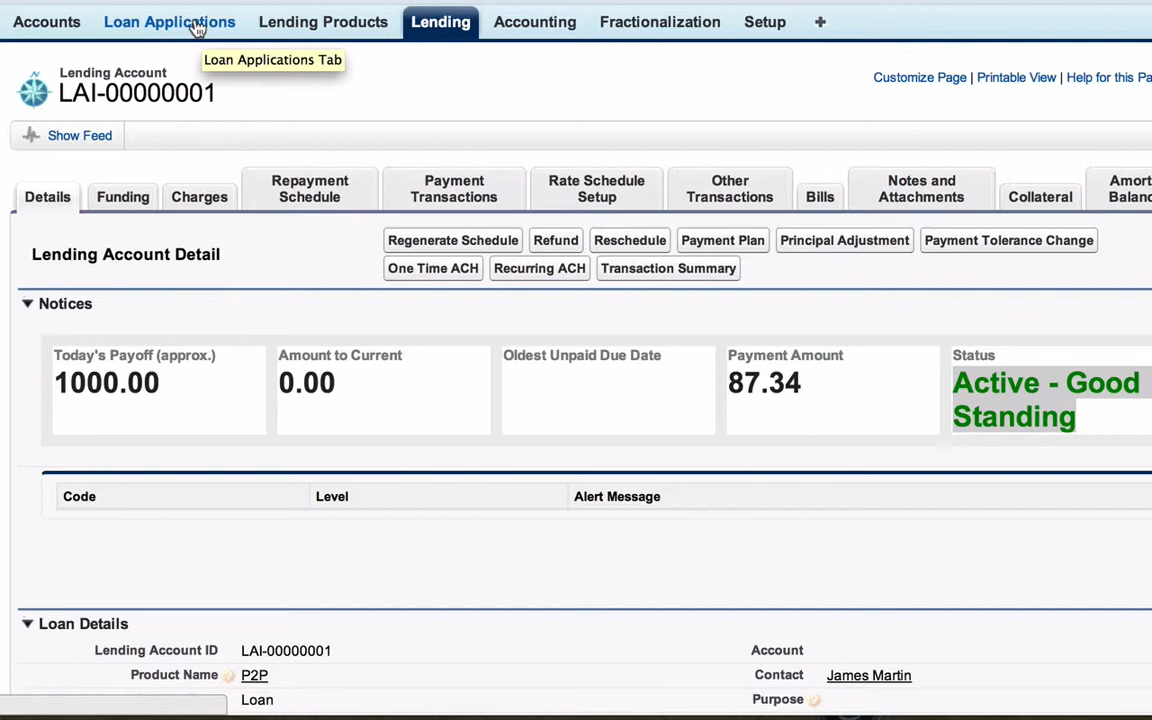 Accounts Loan Applications Lending Products Lending Accounting Fractionalization Setup +
Loan Applications Tab
Lending Account
LAI-00000001
Customize Page | Printable View | Help for this Pa
Show Feed
Details Funding Charges Repayment Schedule Payment Transactions Rate Schedule Setup Other Transactions Bills Notes and Attachments Collateral Amort Balanc
Lending Account Detail
Regenerate Schedule Refund Reschedule Payment Plan Principal Adjustment Payment Tolerance Change
One Time ACH Recurring ACH Transaction Summary
Notices
Today's Payoff (approx.) Amount to Current Oldest Unpaid Due Date Payment Amount Status
1000.00 0.00 87.34 Active - Good
Standing
Code Level Alert Message
Loan Details
Lending Account ID LAI-00000001 Account
Product Name P2P Contact James Martin
Loan Purpose